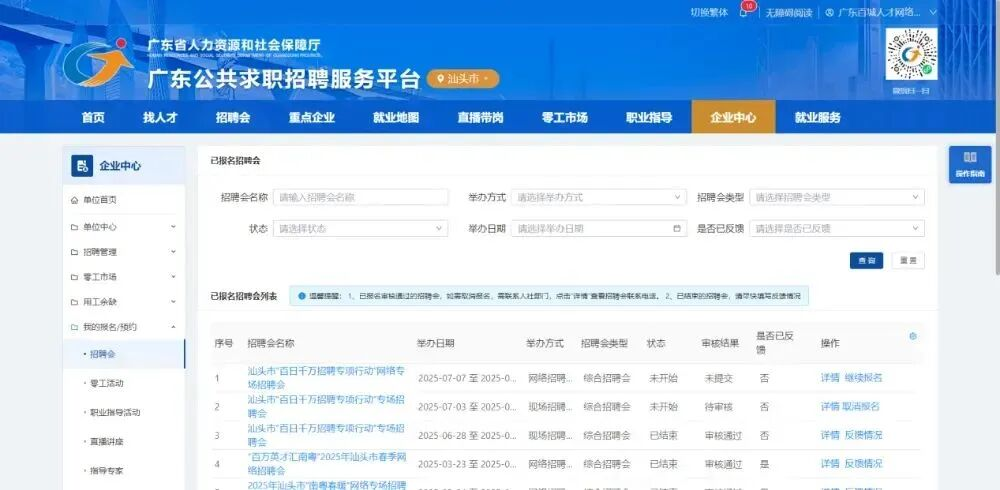 切换繁体 10 无障碍阅读 广东百城人才网络...
广东省人力资源和社会保障厅
广东公共求职招聘服务平台 汕头市
首页 找人才 招聘会 重点企业 就业地图 直播带岗 零工市场 职业指导 企业中心 就业服务
企业中心
单位首页
单位中心
招聘管理
零工市场
用工余缺
我的报名/预约
招聘会
零工活动
职业指导活动
直播讲座
指导专家
已报名招聘会
招聘会名称 请输入招聘会名称 举办方式 请选择举办方式 招聘会类型 请选择招聘会类型
状态 请选择状态 举办日期 请选择举办日期 是否已反馈 请选择是否已反馈
查询 重置
操作指南
已报名招聘会列表 温馨提醒: 1、已报名审核通过的招聘会，如需取消报名，需联系人社部门，点击"详情"查看招聘会联系电话。 2、已结束的招聘会，请尽快填写反馈情况
序号 招聘会名称 举办日期 举办方式 招聘会类型 状态 审核结果 是否已反馈 操作
1 汕头市"百日千万招聘专项行动"网络专场招聘会 2025-07-07 至 2025-0... 网络招聘... 综合招聘会 未开始 未提交 否 详情 继续报名
2 汕头市"百日千万招聘专项行动"专场招聘会 2025-07-03 至 2025-0... 现场招聘... 综合招聘会 未开始 待审核 否 详情 取消报名
3 汕头市"百日千万招聘专项行动"专场招聘会 2025-06-28 至 2025-0... 现场招聘... 综合招聘会 已结束 审核通过 否 详情 反馈情况
4 "百万英才汇南粤"2025年汕头市春季网络招聘会 2025-03-23 至 2025-0... 网络招聘... 综合招聘会 已结束 审核通过 是 详情 反馈情况
2025年汕头市"南粤春暖"网络专场招聘